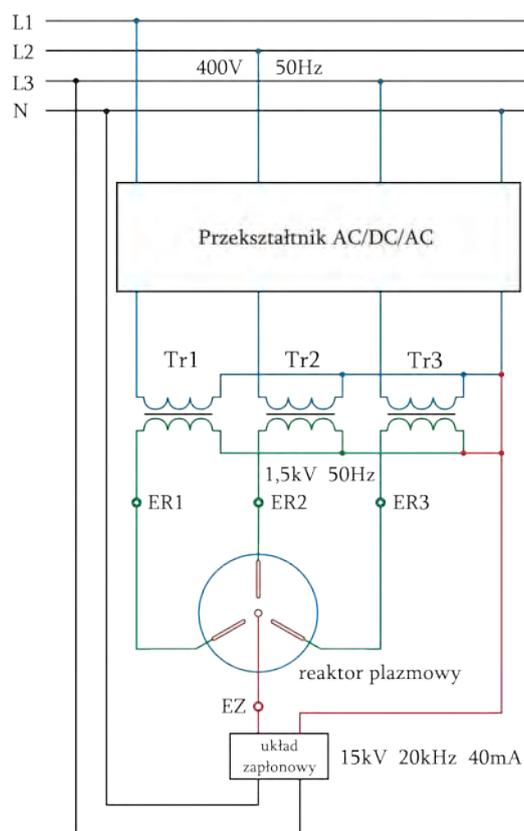 L1
L2
400V 50Hz
L3
N
Przekształtnik AC/DC/AC
Tr1 Tr2 Tr3
1,5kV 50Hz
ER1 ER2 ER3
reaktor plazmowy
EZ
układ
zapłonowy
15kV 20kHz 40mA